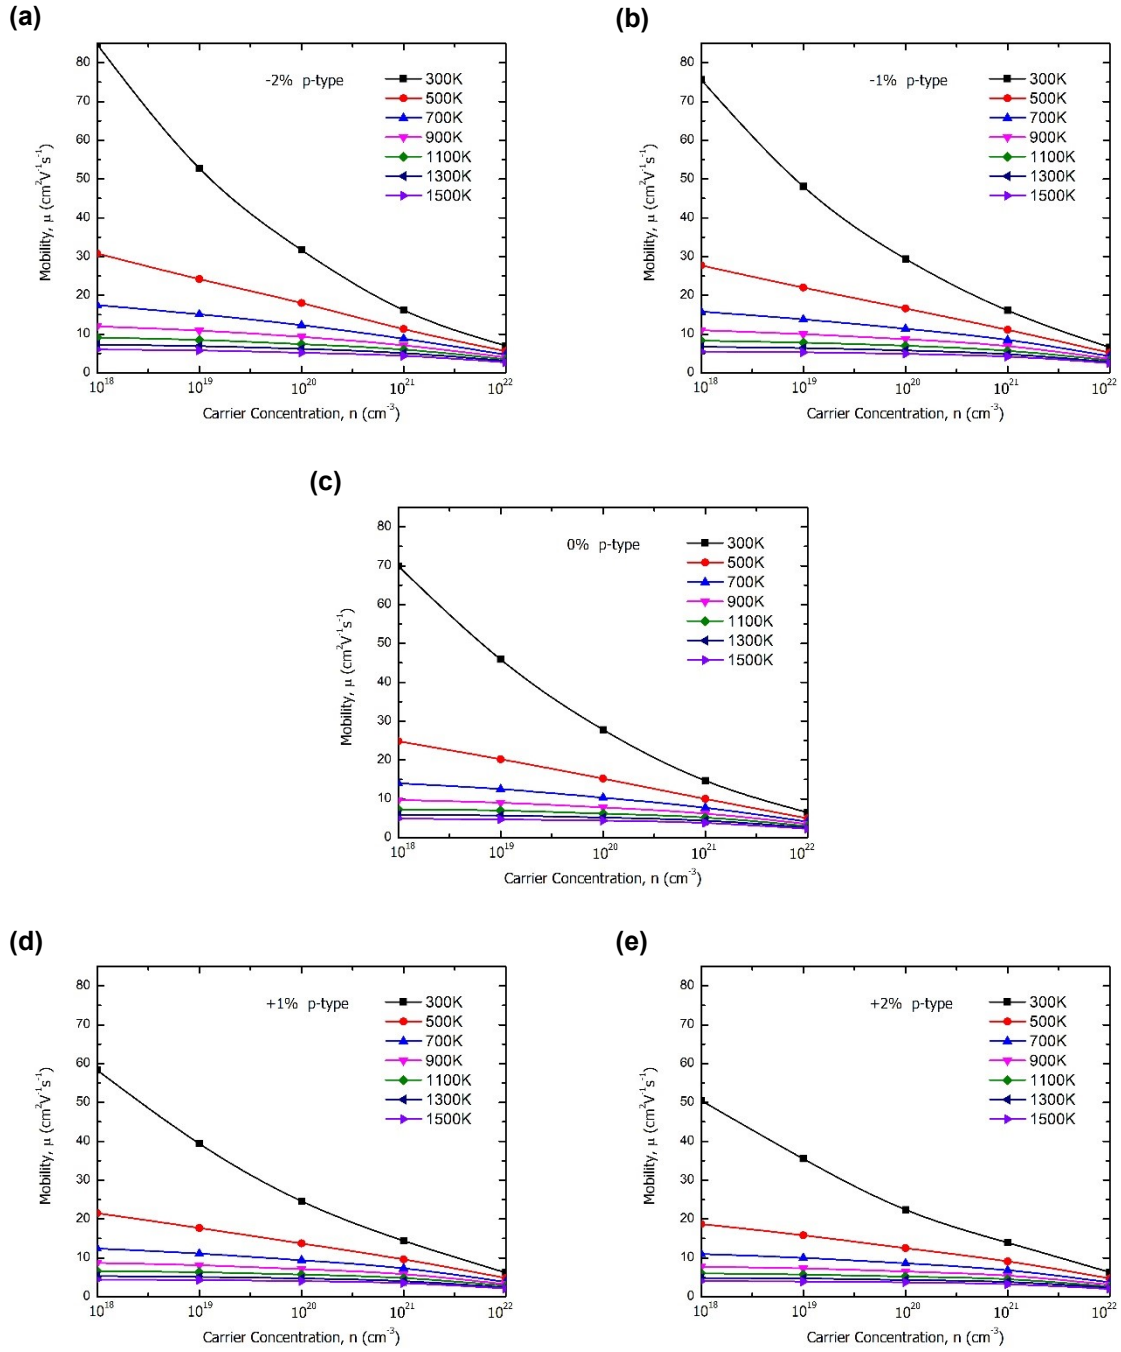 (a)
-2% p-type
300K
500K
700K
900K
1100K
1300K
1500K
80
70
60
50
40
30
20
10
0
Mobility, μ (cm²V⁻¹s⁻¹)
10¹⁸ 10¹⁹ 10²⁰ 10²¹ 10²²
Carrier Concentration, n (cm⁻³)
(b)
-1% p-type
300K
500K
700K
900K
1100K
1300K
1500K
80
70
60
50
40
30
20
10
0
Mobility, μ (cm²V⁻¹s⁻¹)
10¹⁸ 10¹⁹ 10²⁰ 10²¹ 10²²
Carrier Concentration, n (cm⁻³)
(c)
0% p-type
300K
500K
700K
900K
1100K
1300K
1500K
80
70
60
50
40
30
20
10
0
Mobility, μ (cm²V⁻¹s⁻¹)
10¹⁸ 10¹⁹ 10²⁰ 10²¹ 10²²
Carrier Concentration, n (cm⁻³)
(d)
+1% p-type
300K
500K
700K
900K
1100K
1300K
1500K
80
70
60
50
40
30
20
10
0
Mobility, μ (cm²V⁻¹s⁻¹)
10¹⁸ 10¹⁹ 10²⁰ 10²¹ 10²²
Carrier Concentration, n (cm⁻³)
(e)
+2% p-type
300K
500K
700K
900K
1100K
1300K
1500K
80
70
60
50
40
30
20
10
0
Mobility, μ (cm²V⁻¹s⁻¹)
10¹⁸ 10¹⁹ 10²⁰ 10²¹ 10²²
Carrier Concentration, n (cm⁻³)